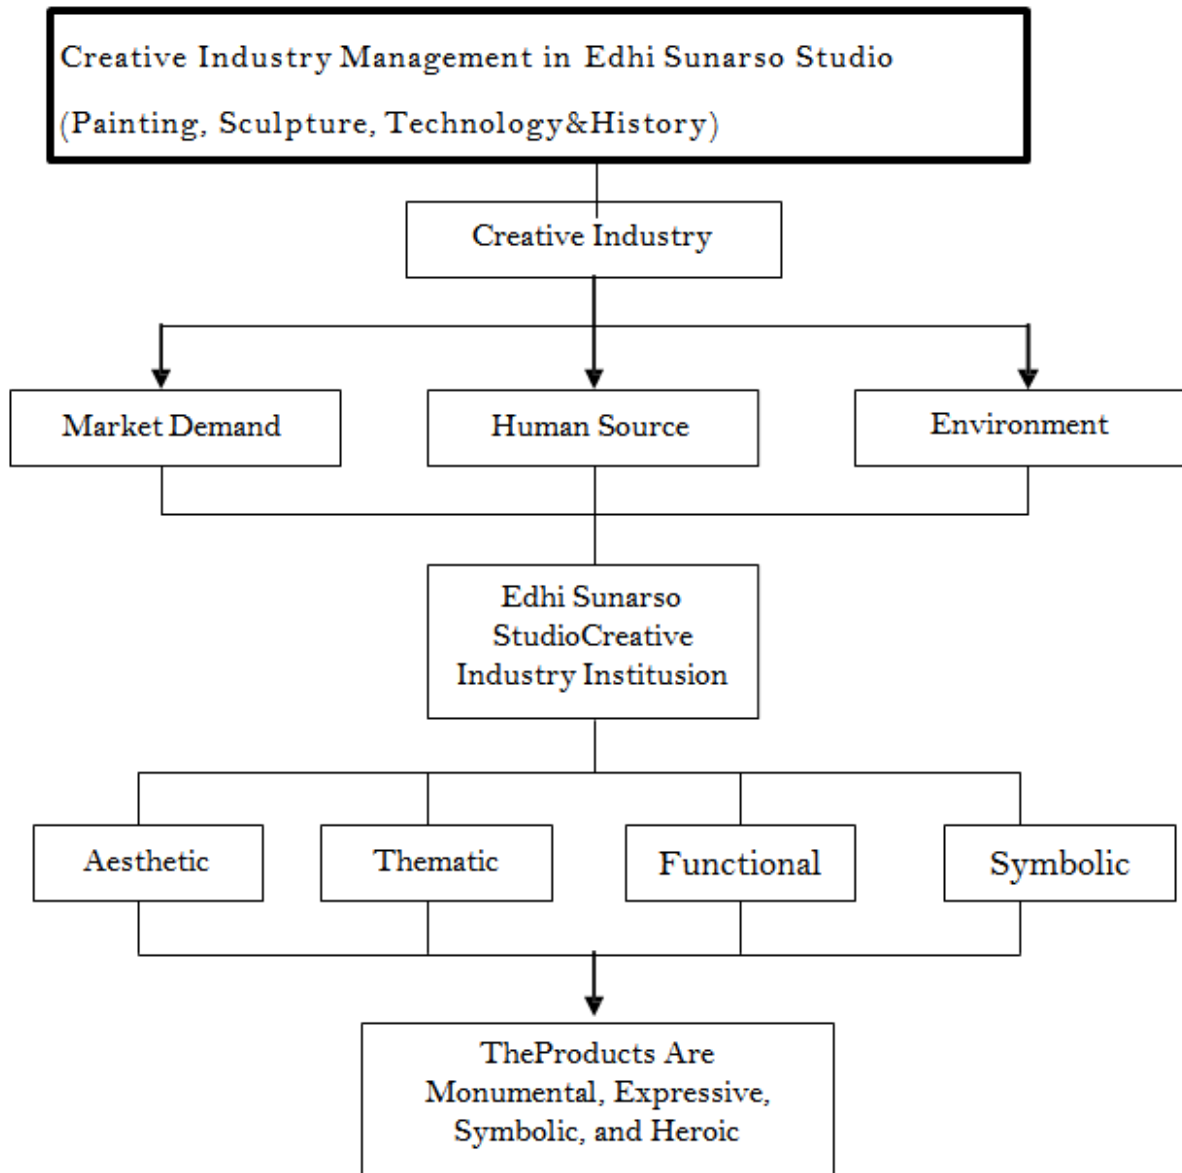 Creative Industry Management in Edhi Sunarso Studio
(Painting, Sculpture, Technology&History)
Creative Industry
Market Demand
Human Source
Environment
Edhi Sunarso
StudioCreative
Industry Institusion
Aesthetic
Thematic
Functional
Symbolic
TheProducts Are
Monumental, Expressive,
Symbolic, and Heroic